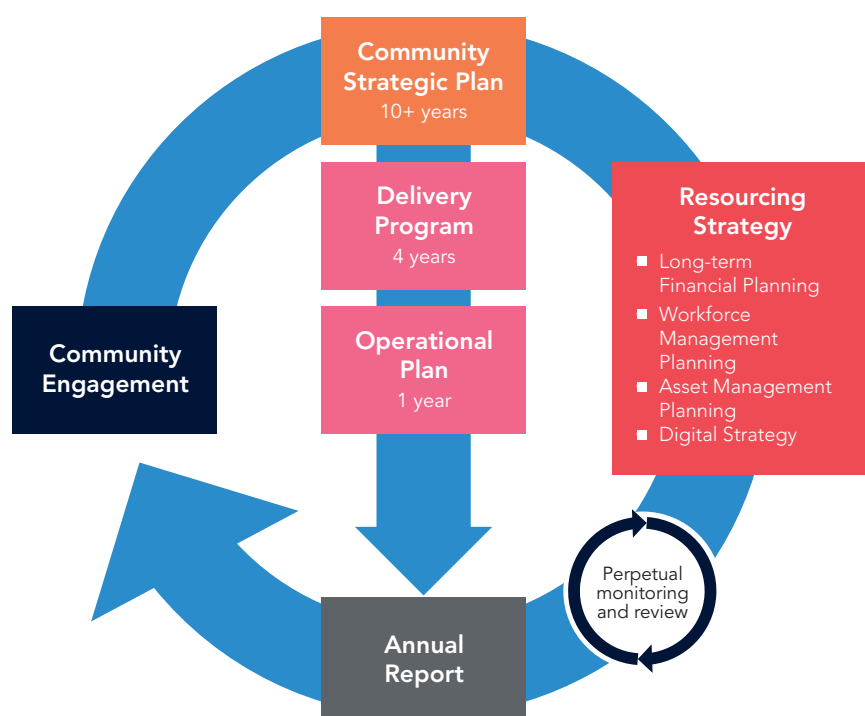 Community
Strategic Plan
10+ years
Delivery
Program
4 years
Operational
Plan
1 year
Resourcing
Strategy
Long-term
Financial Planning
Workforce
Management
Planning
Asset Management
Planning
Digital Strategy
Community
Engagement
Perpetual
monitoring
and review
Annual
Report